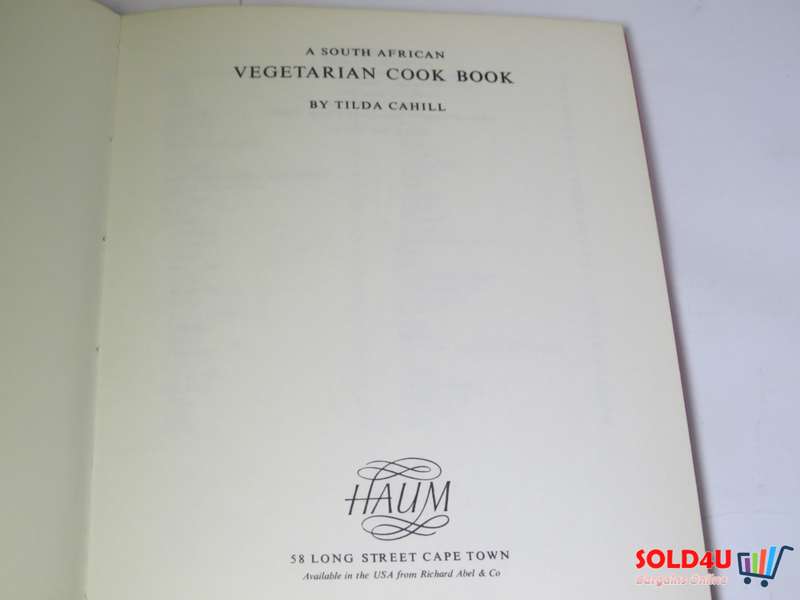 A SOUTH AFRICAN
VEGETARIAN COOK BOOK
BY TILDA CAHILL
HAUM
58 LONG STREET CAPE TOWN
Available in the USA from Richard Abel & Co
SOLD4U
Bargains Online